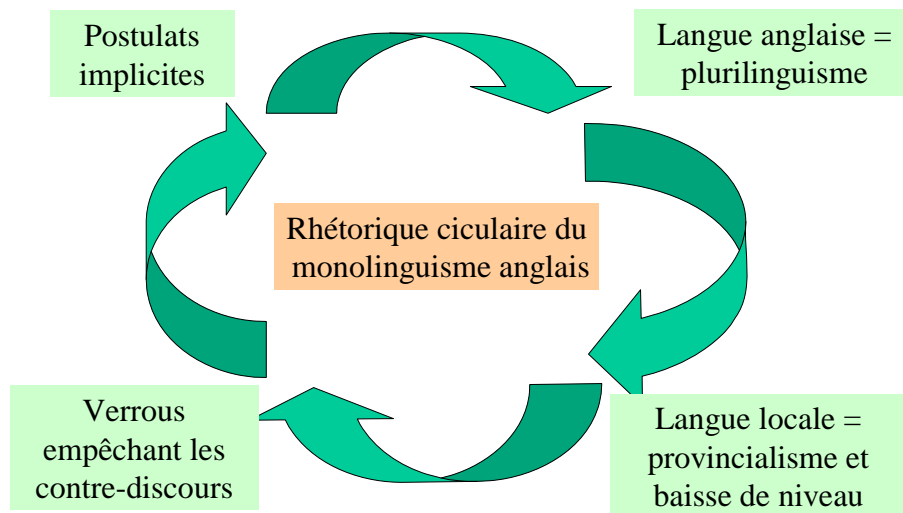 Postulats
implicites
Langue anglaise =
plurilinguisme
Rhétorique ciculaire du
monolinguisme anglais
Verrous
empêchant les
contre-discours
Langue locale =
provincialisme et
baisse de niveau